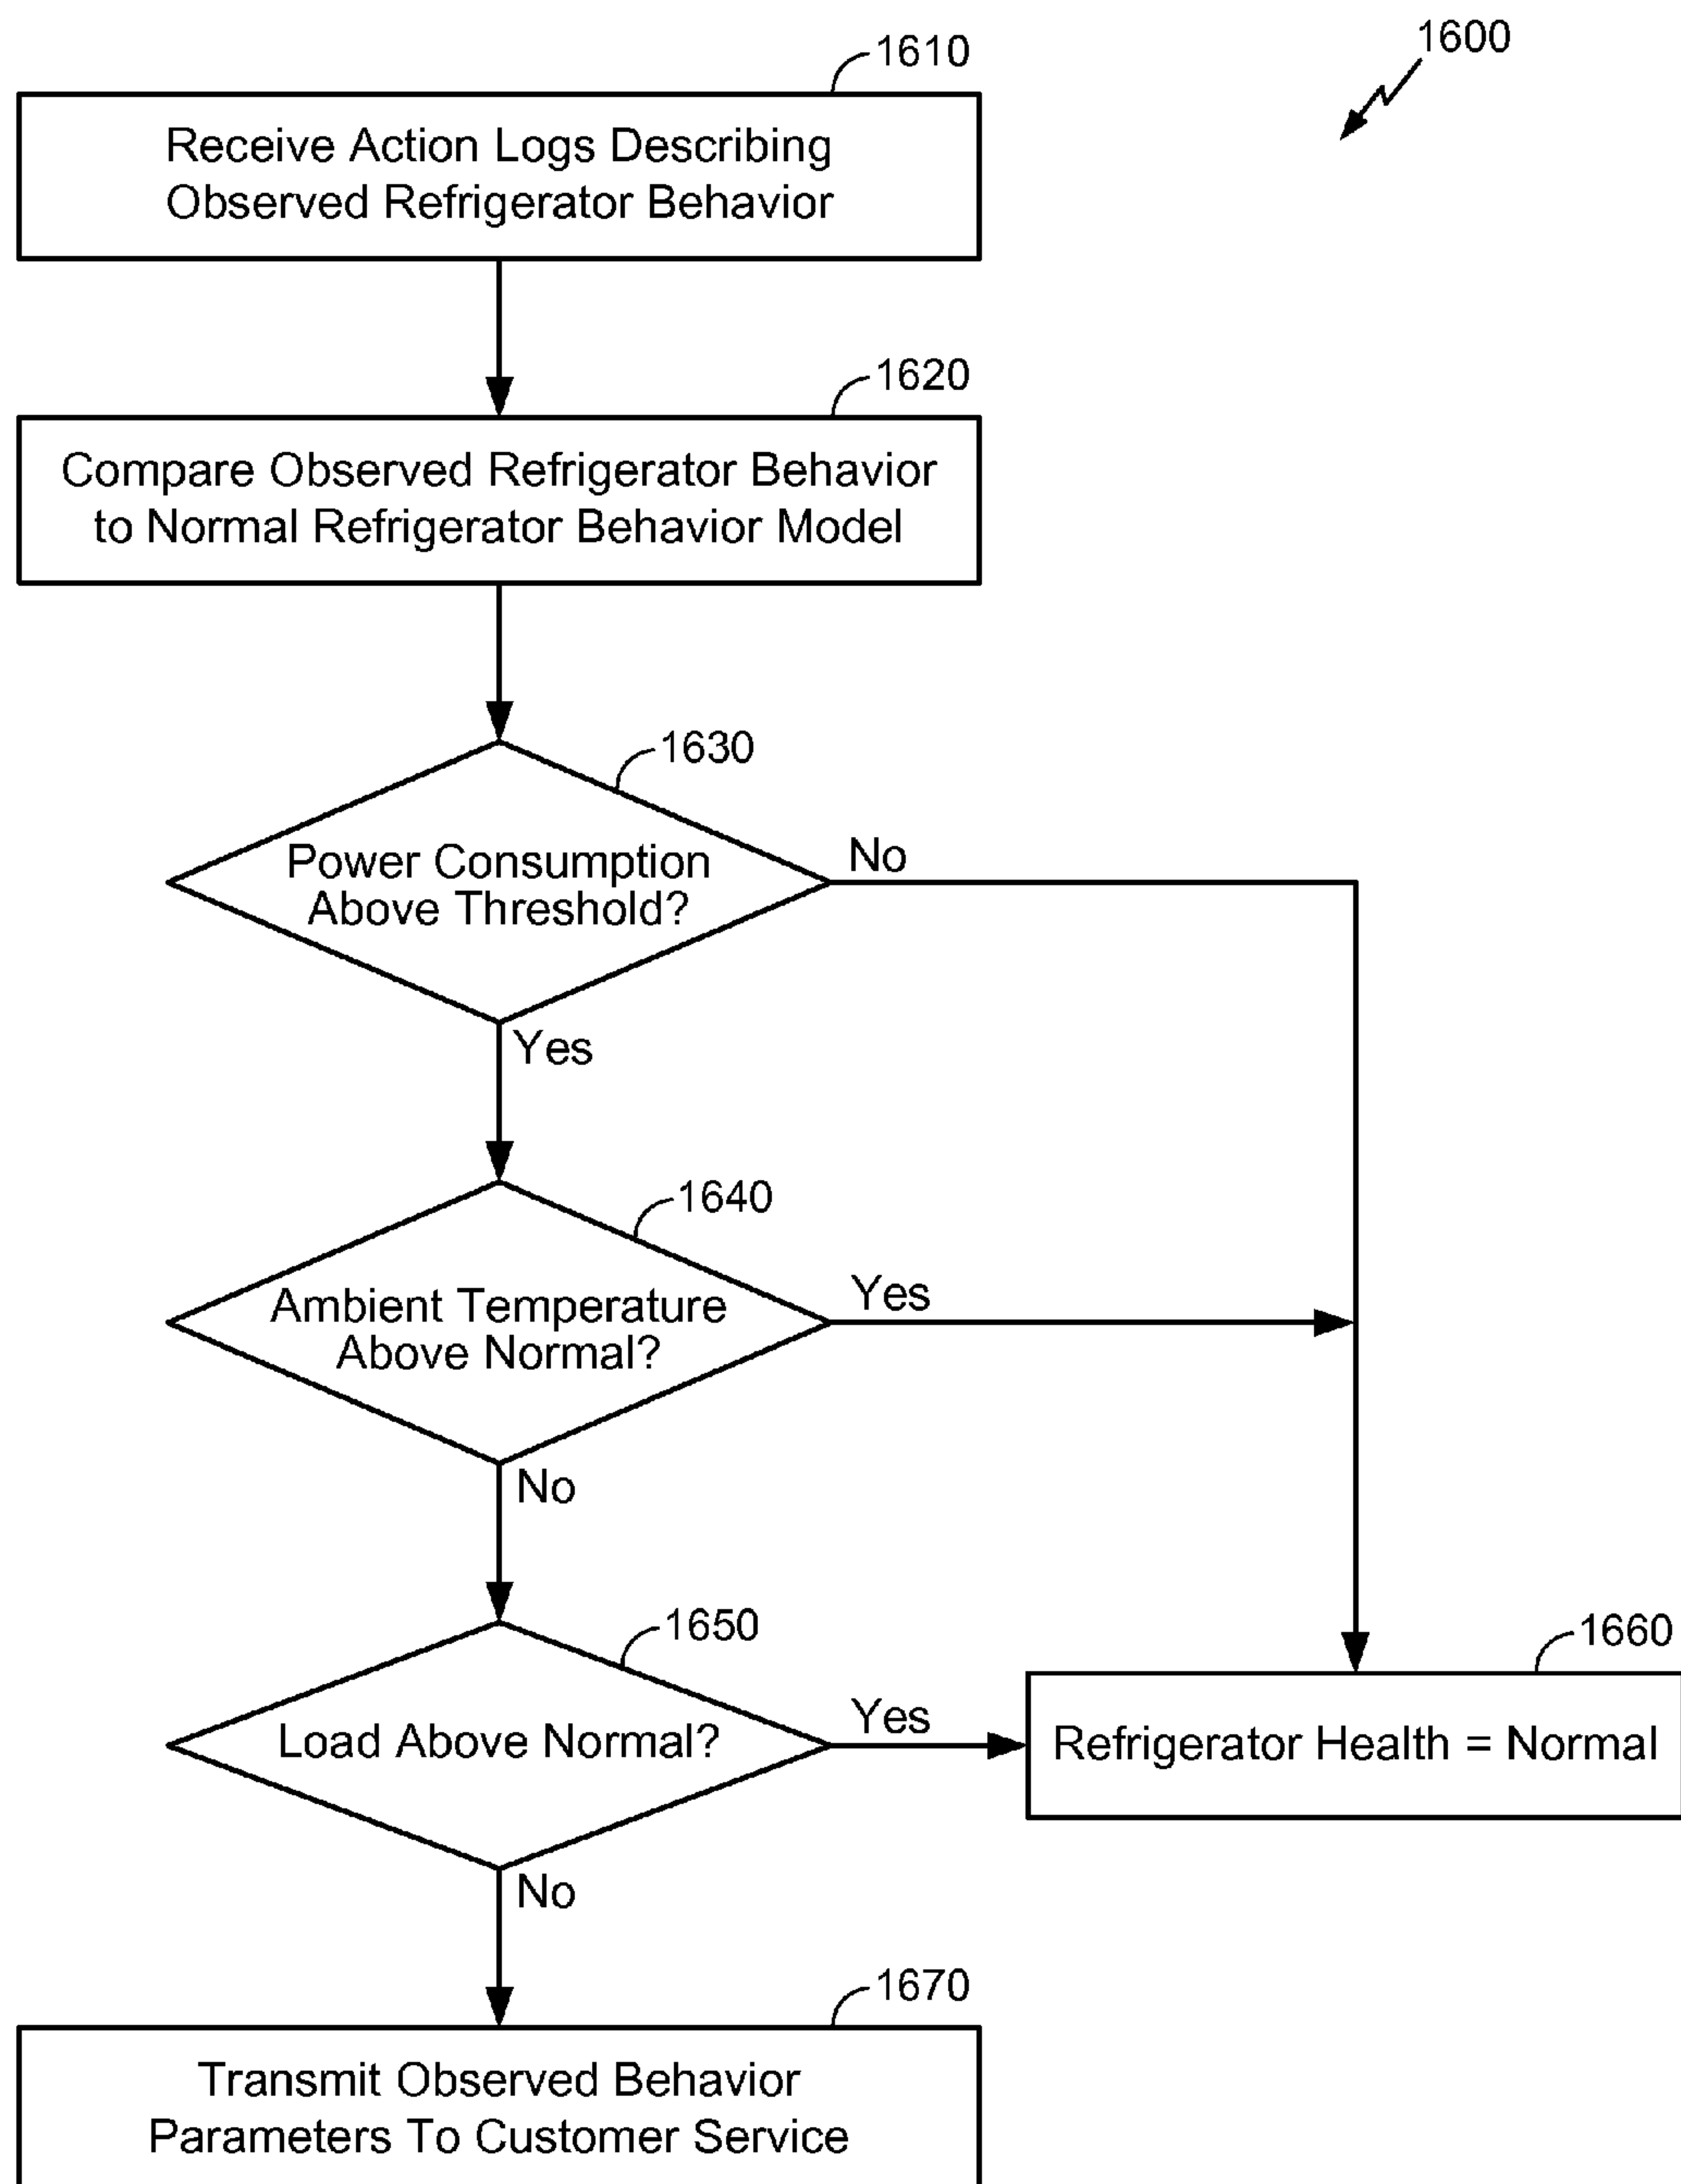 1600
1610
Receive Action Logs Describing
Observed Refrigerator Behavior
1620
Compare Observed Refrigerator Behavior
to Normal Refrigerator Behavior Model
1630
Power Consumption
Above Threshold?
No
Yes
1640
Ambient Temperature
Above Normal?
Yes
No
1650
Load Above Normal?
Yes
1660
Refrigerator Health = Normal
No
1670
Transmit Observed Behavior
Parameters To Customer Service